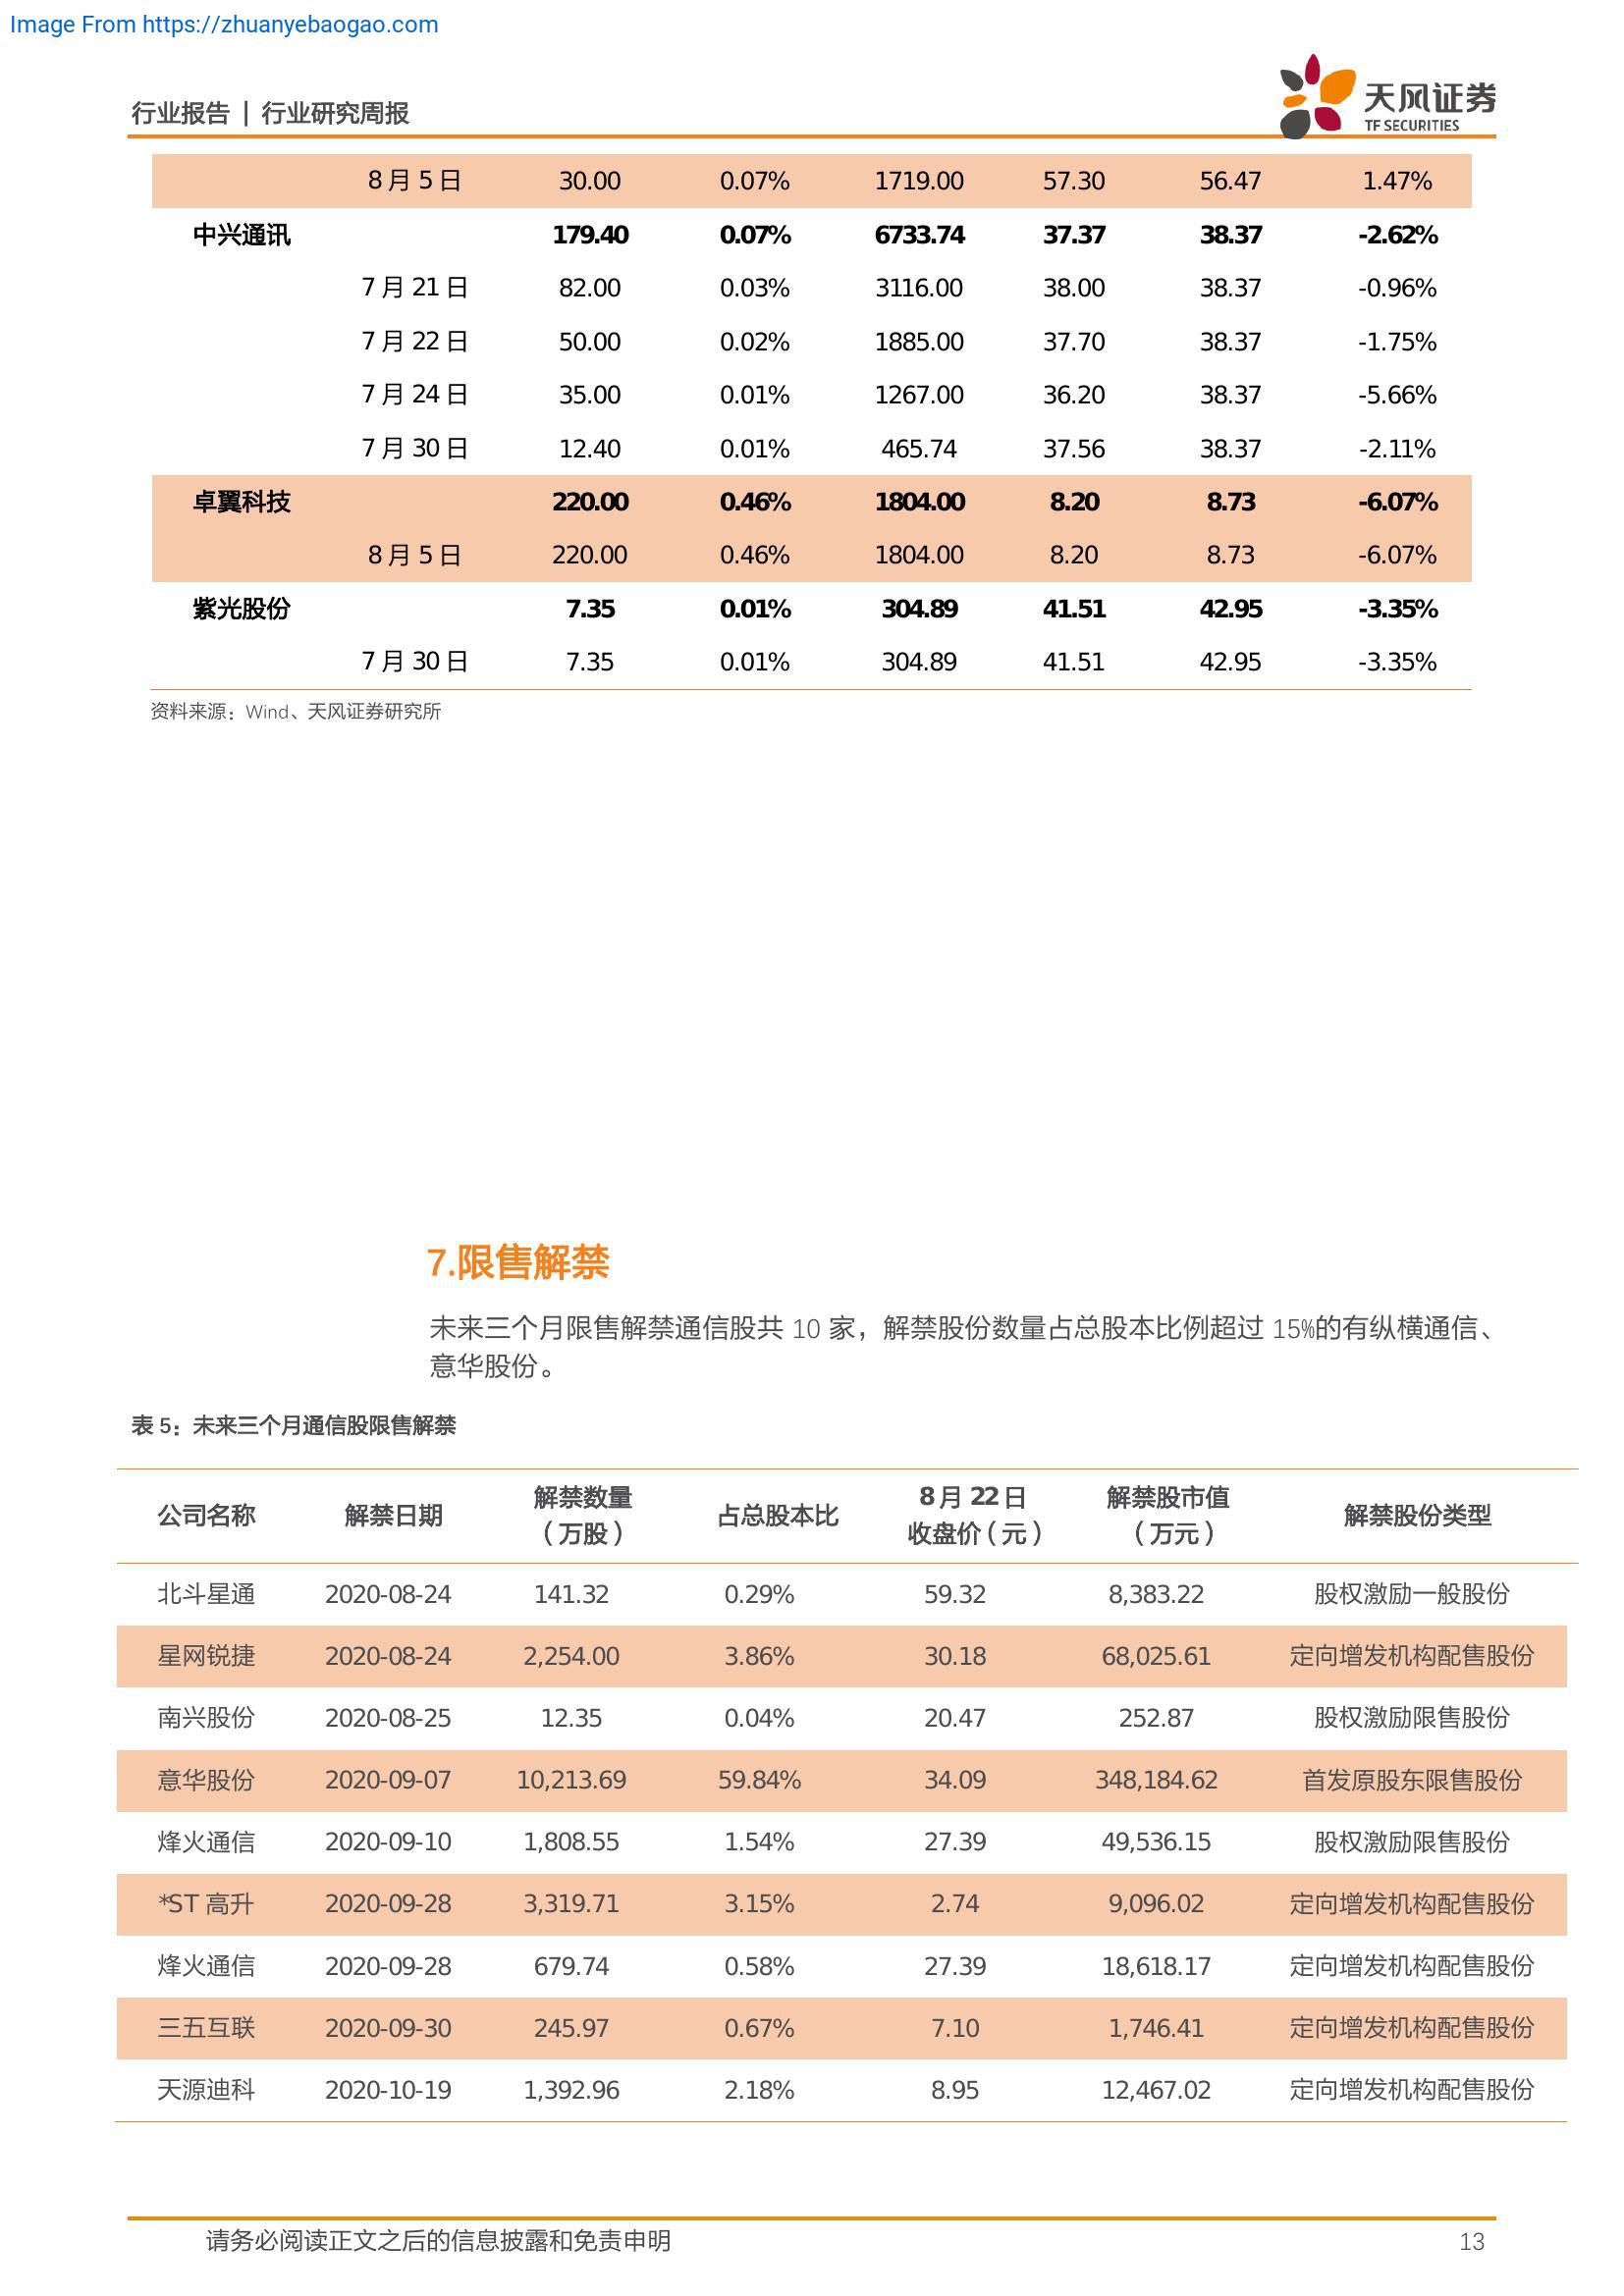 Image From https://zhuanyebaogao.com
行业报告 | 行业研究周报
天风证券
TF SECURITIES
8 月 5 日 30.00 0.07% 1719.00 57.30 56.47 1.47%
中兴通讯 179.40 0.07% 6733.74 37.37 38.37 -2.62%
7 月 21 日 82.00 0.03% 3116.00 38.00 38.37 -0.96%
7 月 22 日 50.00 0.02% 1885.00 37.70 38.37 -1.75%
7 月 24 日 35.00 0.01% 1267.00 36.20 38.37 -5.66%
7 月 30 日 12.40 0.01% 465.74 37.56 38.37 -2.11%
卓翼科技 220.00 0.46% 1804.00 8.20 8.73 -6.07%
8 月 5 日 220.00 0.46% 1804.00 8.20 8.73 -6.07%
紫光股份 7.35 0.01% 304.89 41.51 42.95 -3.35%
7 月 30 日 7.35 0.01% 304.89 41.51 42.95 -3.35%
资料来源：Wind、天风证券研究所
7.限售解禁
未来三个月限售解禁通信股共 10 家，解禁股份数量占总股本比例超过 15%的有纵横通信、
意华股份。
表 5：未来三个月通信股限售解禁
公司名称 解禁日期 解禁数量（万股） 占总股本比 8 月 22 日收盘价（元） 解禁股市值（万元） 解禁股份类型
北斗星通 2020-08-24 141.32 0.29% 59.32 8,383.22 股权激励一般股份
星网锐捷 2020-08-24 2,254.00 3.86% 30.18 68,025.61 定向增发机构配售股份
南兴股份 2020-08-25 12.35 0.04% 20.47 252.87 股权激励限售股份
意华股份 2020-09-07 10,213.69 59.84% 34.09 348,184.62 首发原股东限售股份
烽火通信 2020-09-10 1,808.55 1.54% 27.39 49,536.15 股权激励限售股份
*ST 高升 2020-09-28 3,319.71 3.15% 2.74 9,096.02 定向增发机构配售股份
烽火通信 2020-09-28 679.74 0.58% 27.39 18,618.17 定向增发机构配售股份
三五互联 2020-09-30 245.97 0.67% 7.10 1,746.41 定向增发机构配售股份
天源迪科 2020-10-19 1,392.96 2.18% 8.95 12,467.02 定向增发机构配售股份
请务必阅读正文之后的信息披露和免责申明 13